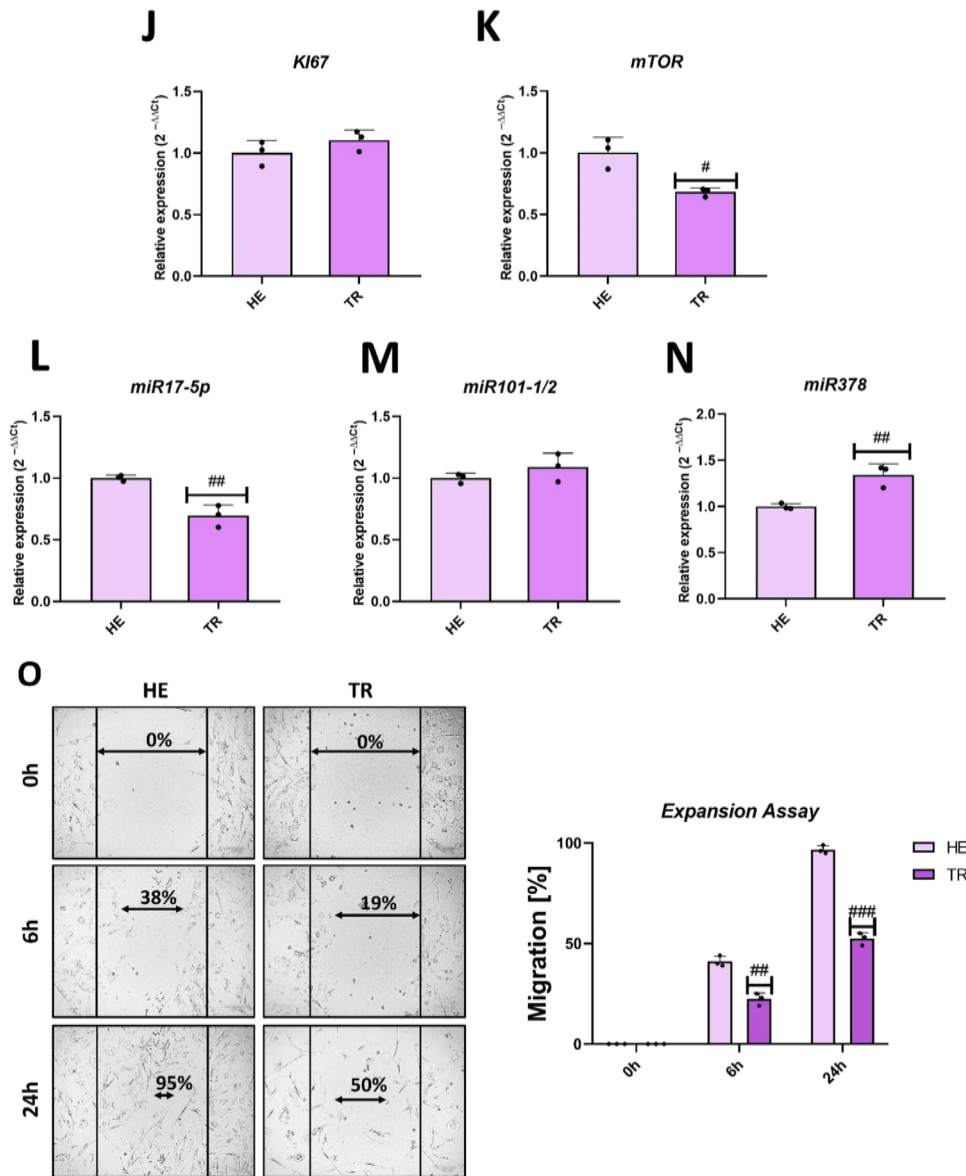 J
KI67
Relative expression (2 −ΔΔCt)
1.5
1.0
0.5
0.0
HE
TR
K
mTOR
Relative expression (2 −ΔΔCt)
1.5
1.0
0.5
0.0
#
HE
TR
L
miR17-5p
Relative expression (2 −ΔΔCt)
1.5
1.0
0.5
0.0
##
HE
TR
M
miR101-1/2
Relative expression (2 −ΔΔCt)
1.5
1.0
0.5
0.0
HE
TR
N
miR378
Relative expression (2 −ΔΔCt)
2.0
1.5
1.0
0.5
0.0
##
HE
TR
O
HE
TR
0h
0%
0%
6h
38%
19%
24h
95%
50%
Expansion Assay
Migration [%]
100
50
0
##
###
0h
6h
24h
HE
TR